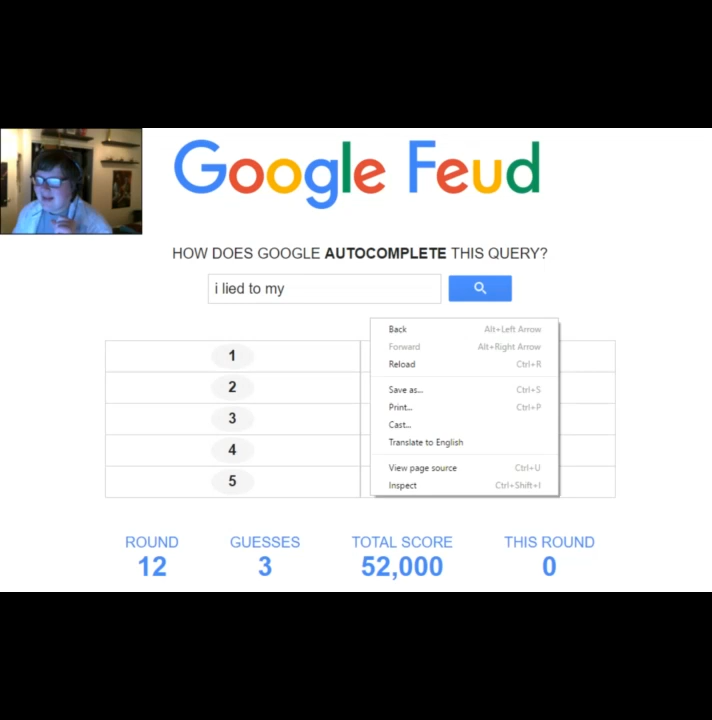 Google Feud
HOW DOES GOOGLE AUTOCOMPLETE THIS QUERY?
i lied to my
Back Alt+Left Arrow
Forward Alt+Right Arrow
Reload Ctrl+R
Save as... Ctrl+S
Print... Ctrl+P
Cast...
Translate to English
View page source Ctrl+U
Inspect Ctrl+Shift+I
1
2
3
4
5
ROUND GUESSES TOTAL SCORE THIS ROUND
12 3 52,000 0